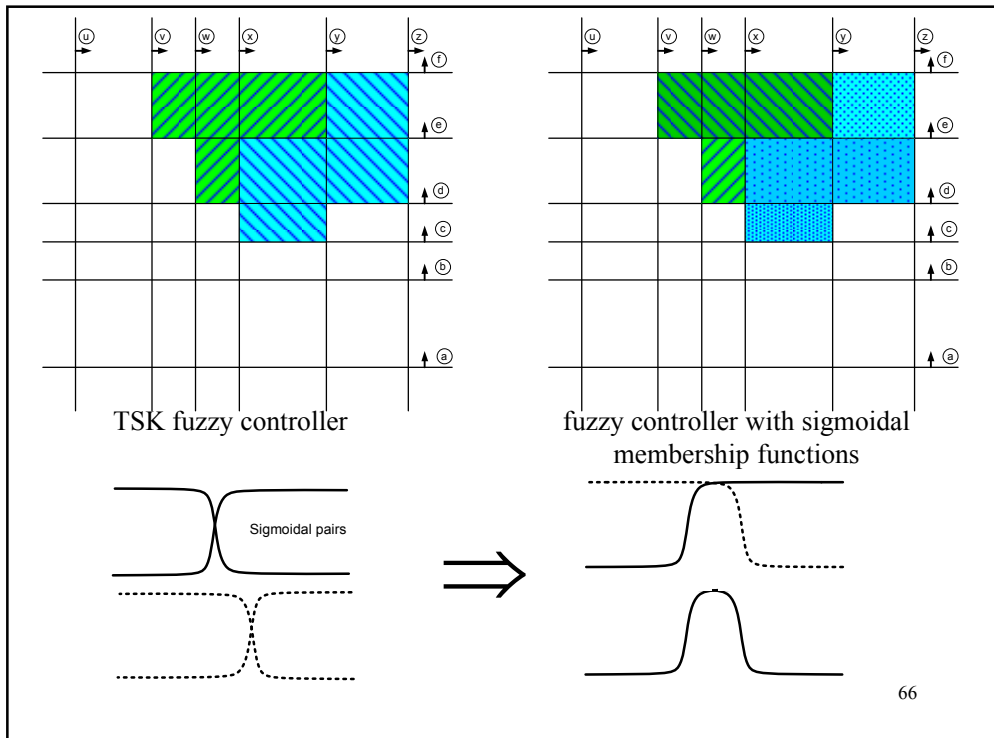 u v w x y z
f
e
d
c
b
a
TSK fuzzy controller
u v w x y z
f
e
d
c
b
a
fuzzy controller with sigmoidal
membership functions
Sigmoidal pairs
66